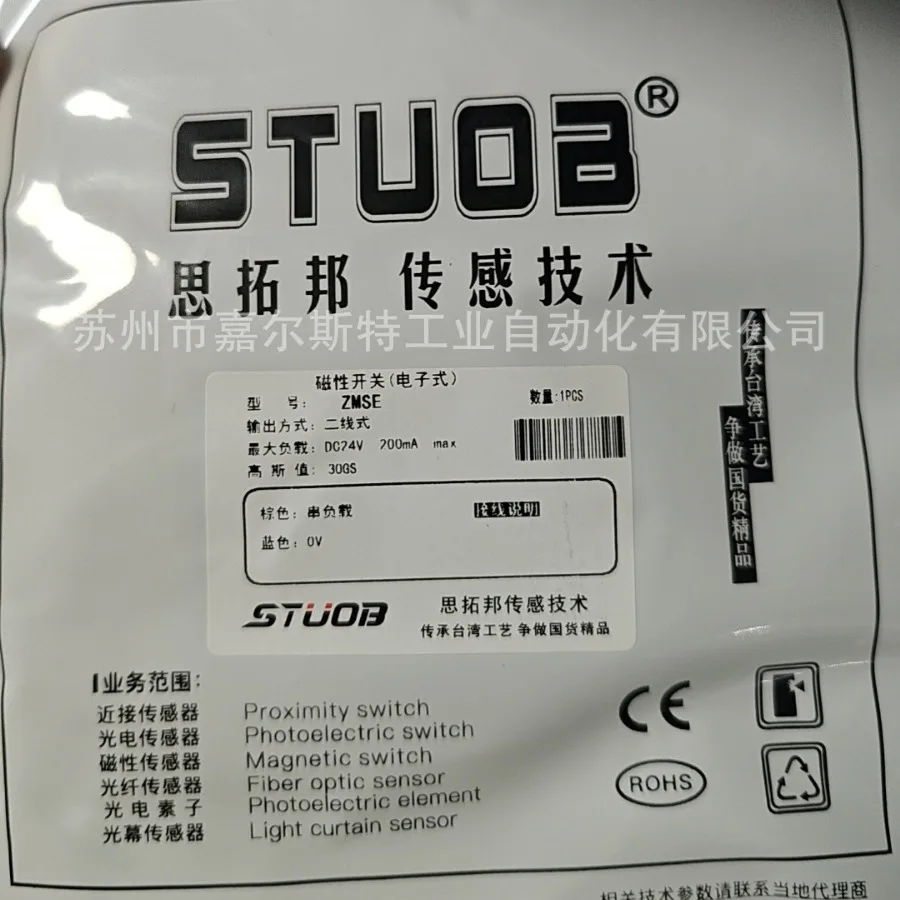 STUOB®
思拓邦 传感技术
苏州市嘉尔斯特工业自动化有限公司
传承台湾工艺
争做国货精品
磁性开关(电子式)
型 号: ZMSE
数量:1PCS
输出方式: 二线式
最大负载: DC24V 200mA max
高斯值: 30GS
棕色: 串负载
接线说明
蓝色: 0V
STUOB
思拓邦传感技术
传承台湾工艺 争做国货精品
业务范围:
近接传感器 Proximity switch
光电传感器 Photoelectric switch
磁性传感器 Magnetic switch
光纤传感器 Fiber optic sensor
光电素子 Photoelectric element
光幕传感器 Light curtain sensor
CE
ROHS
相关技术参数请联系当地代理商